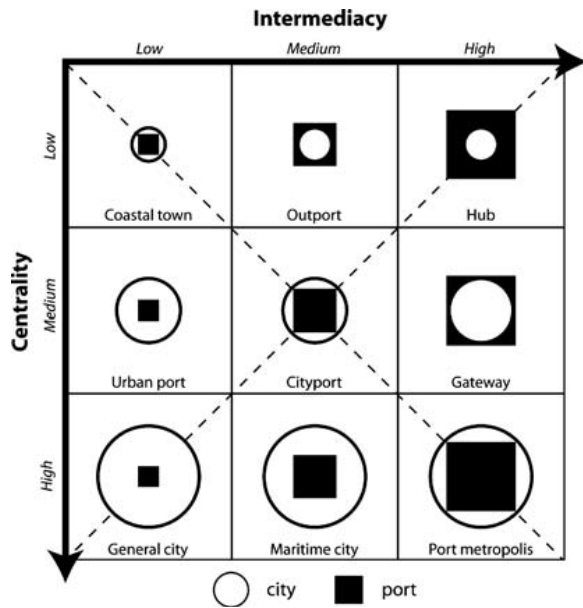 Intermediacy
Low Medium High
Centrality
Low
Coastal town Outport Hub
Medium
Urban port Cityport Gateway
High
General city Maritime city Port metropolis
city port